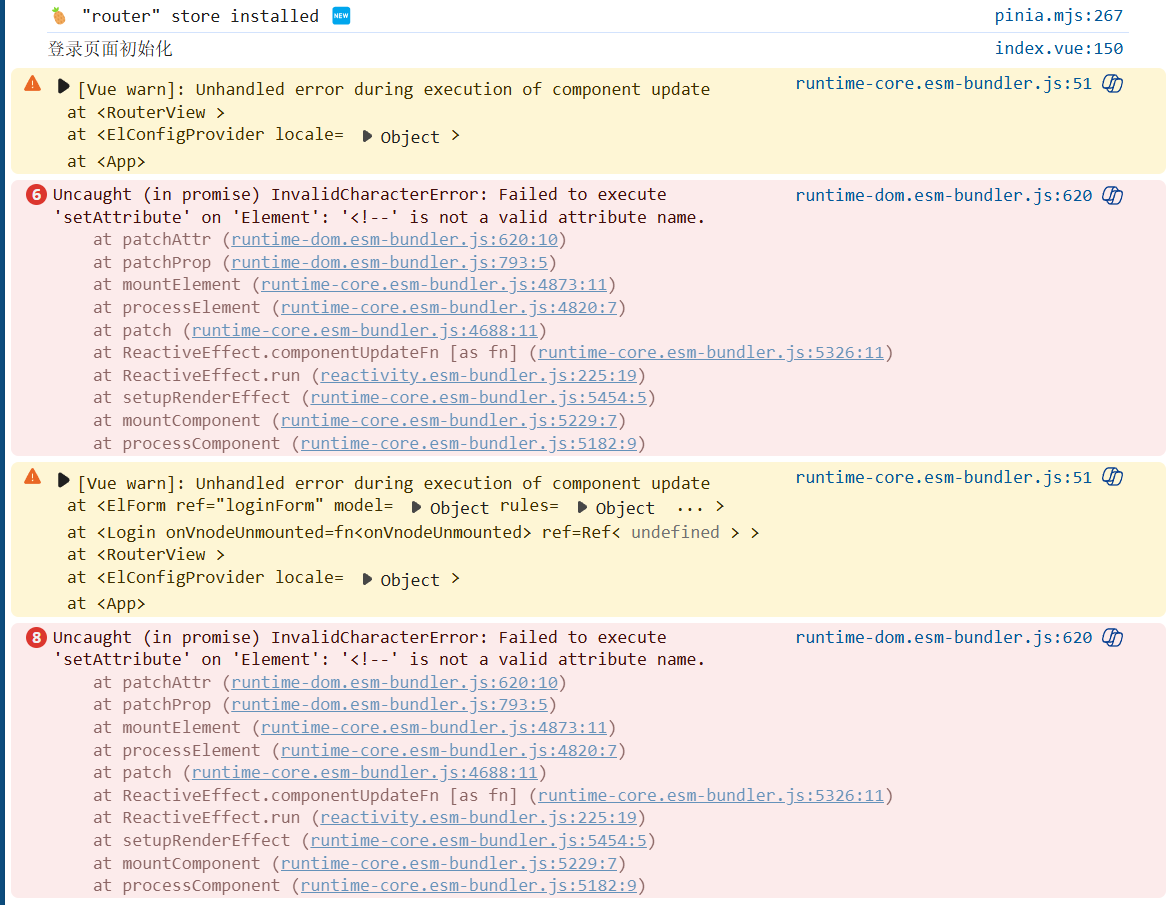 🍍 "router" store installed 🆕 pinia.mjs:267
登录页面初始化 index.vue:150
[Vue warn]: Unhandled error during execution of component update runtime-core.esm-bundler.js:51
at <RouterView >
at <ElConfigProvider locale= ▶ Object >
at <App>
6 Uncaught (in promise) InvalidCharacterError: Failed to execute runtime-dom.esm-bundler.js:620
'setAttribute' on 'Element': '<!--' is not a valid attribute name.
at patchAttr (runtime-dom.esm-bundler.js:620:10)
at patchProp (runtime-dom.esm-bundler.js:793:5)
at mountElement (runtime-core.esm-bundler.js:4873:11)
at processElement (runtime-core.esm-bundler.js:4820:7)
at patch (runtime-core.esm-bundler.js:4688:11)
at ReactiveEffect.componentUpdateFn [as fn] (runtime-core.esm-bundler.js:5326:11)
at ReactiveEffect.run (reactivity.esm-bundler.js:225:19)
at setupRenderEffect (runtime-core.esm-bundler.js:5454:5)
at mountComponent (runtime-core.esm-bundler.js:5229:7)
at processComponent (runtime-core.esm-bundler.js:5182:9)
[Vue warn]: Unhandled error during execution of component update runtime-core.esm-bundler.js:51
at <ElForm ref="loginForm" model= ▶ Object rules= ▶ Object ... >
at <Login onVnodeUnmounted=fn<onVnodeUnmounted> ref=Ref< undefined > >
at <RouterView >
at <ElConfigProvider locale= ▶ Object >
at <App>
8 Uncaught (in promise) InvalidCharacterError: Failed to execute runtime-dom.esm-bundler.js:620
'setAttribute' on 'Element': '<!--' is not a valid attribute name.
at patchAttr (runtime-dom.esm-bundler.js:620:10)
at patchProp (runtime-dom.esm-bundler.js:793:5)
at mountElement (runtime-core.esm-bundler.js:4873:11)
at processElement (runtime-core.esm-bundler.js:4820:7)
at patch (runtime-core.esm-bundler.js:4688:11)
at ReactiveEffect.componentUpdateFn [as fn] (runtime-core.esm-bundler.js:5326:11)
at ReactiveEffect.run (reactivity.esm-bundler.js:225:19)
at setupRenderEffect (runtime-core.esm-bundler.js:5454:5)
at mountComponent (runtime-core.esm-bundler.js:5229:7)
at processComponent (runtime-core.esm-bundler.js:5182:9)